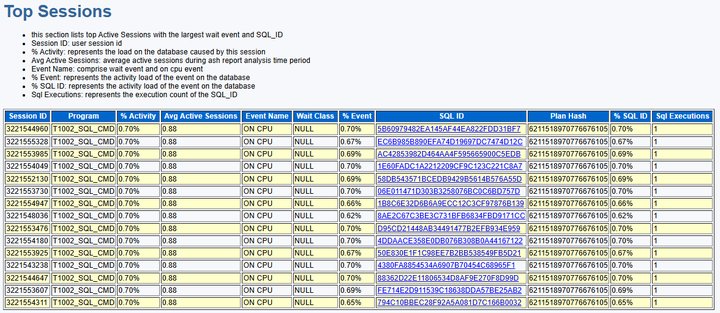 Top Sessions
this section lists top Active Sessions with the largest wait event and SQL_ID
Session ID: user session id
% Activity: represents the load on the database caused by this session
Avg Active Sessions: average active sessions during ash report analysis time period
Event Name: comprise wait event and on cpu event
% Event: represents the activity load of the event on the database
% SQL ID: represents the activity load of the event on the database
Sql Executions: represents the execution count of the SQL_ID
Session ID Program % Activity Avg Active Sessions Event Name Wait Class % Event SQL ID Plan Hash % SQL ID Sql Executions
3221544960 T1002_SQL_CMD 0.70% 0.88 ON CPU NULL 0.70% 5B60979482EA145AF44EA822FDD31BF7 6211518970776676105 0.70% 1
3221555328 T1002_SQL_CMD 0.70% 0.88 ON CPU NULL 0.67% EC6B985B890EFA74D19697DC7474D12C 6211518970776676105 0.67% 1
3221553985 T1002_SQL_CMD 0.70% 0.88 ON CPU NULL 0.69% AC42853982D464AA4F595665900C5EDB 6211518970776676105 0.69% 1
3221554049 T1002_SQL_CMD 0.70% 0.88 ON CPU NULL 0.70% 1E60FADC1A2212209CF9C123C221C8A7 6211518970776676105 0.70% 1
3221552130 T1002_SQL_CMD 0.70% 0.88 ON CPU NULL 0.69% 58DB543571BCEDB9429B5614B576A55D 6211518970776676105 0.69% 1
3221553730 T1002_SQL_CMD 0.70% 0.88 ON CPU NULL 0.70% 06E011471D303B3258076BC0C6BD757D 6211518970776676105 0.70% 1
3221554947 T1002_SQL_CMD 0.70% 0.88 ON CPU NULL 0.66% 1B8C6E32D6B6A9ECC12C3CF97876B139 6211518970776676105 0.66% 1
3221548036 T1002_SQL_CMD 0.70% 0.88 ON CPU NULL 0.62% 8AE2C67C3BE3C731BFB6834FBD9171CC 6211518970776676105 0.62% 1
3221553476 T1002_SQL_CMD 0.70% 0.88 ON CPU NULL 0.70% D95CD21448AB34491477B2EFB934E959 6211518970776676105 0.70% 1
3221554180 T1002_SQL_CMD 0.70% 0.88 ON CPU NULL 0.70% 4DDAACE358E0DB076B308B0A44167122 6211518970776676105 0.70% 1
3221553925 T1002_SQL_CMD 0.70% 0.88 ON CPU NULL 0.67% 50E830E1F1C98EE7B2BB538549FB5D21 6211518970776676105 0.67% 1
3221543238 T1002_SQL_CMD 0.70% 0.88 ON CPU NULL 0.70% 4380FA8854534A6907B70454C68965F1 6211518970776676105 0.70% 1
3221544647 T1002_SQL_CMD 0.70% 0.88 ON CPU NULL 0.70% 88362D22E11806534D8AF9E270F8D99D 6211518970776676105 0.70% 1
3221553607 T1002_SQL_CMD 0.70% 0.88 ON CPU NULL 0.69% FE714E2D911539C18638DDA57BE25AB2 6211518970776676105 0.69% 1
3221554311 T1002_SQL_CMD 0.70% 0.88 ON CPU NULL 0.65% 794C10BBEC28F92A5A081D7C166B0032 6211518970776676105 0.65% 1